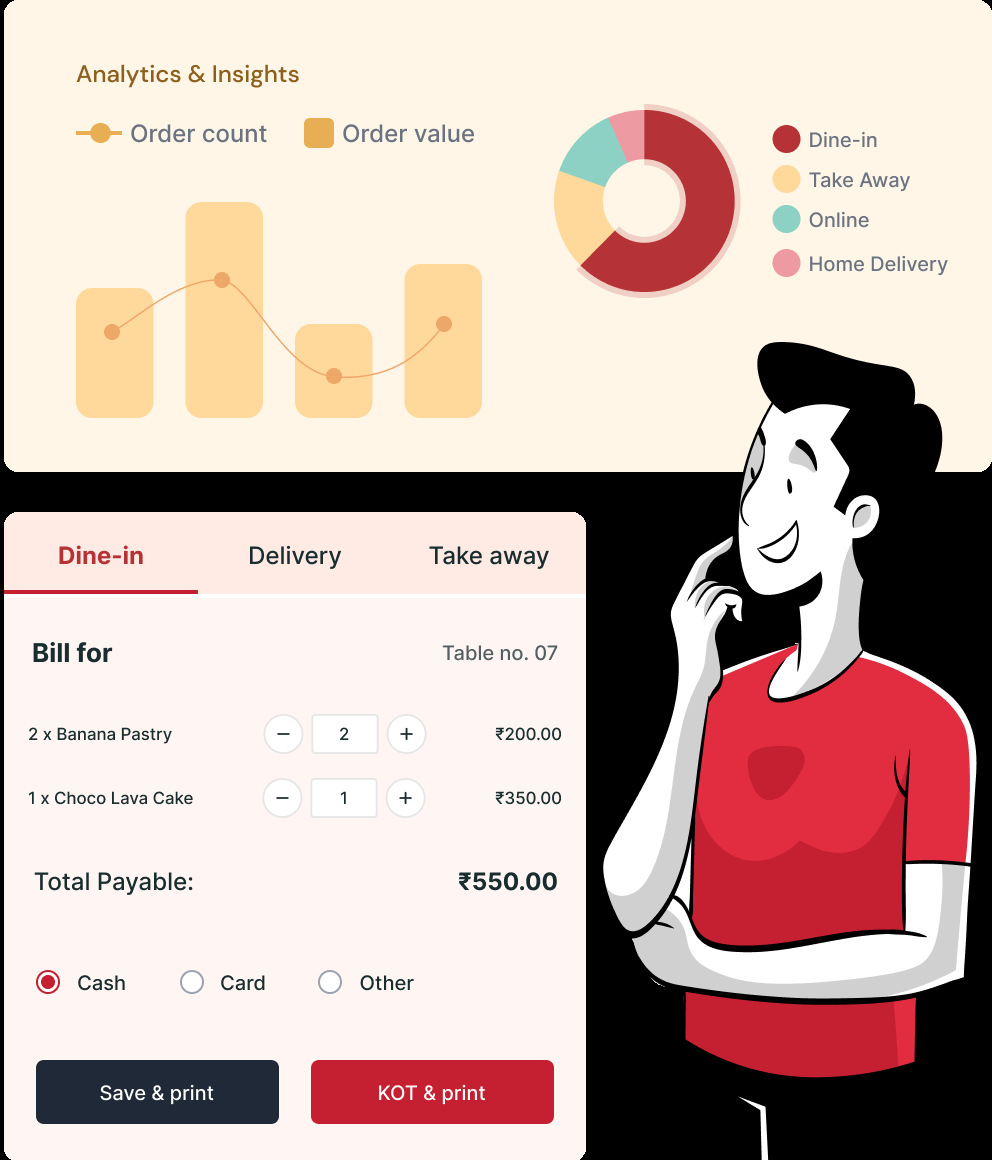 Analytics & Insights
Order count
Order value
Dine-in
Take Away
Online
Home Delivery
Dine-in Delivery Take away
Bill for Table no. 07
2 x Banana Pastry − 2 + ₹200.00
1 x Choco Lava Cake − 1 + ₹350.00
Total Payable: ₹550.00
Cash Card Other
Save & print KOT & print